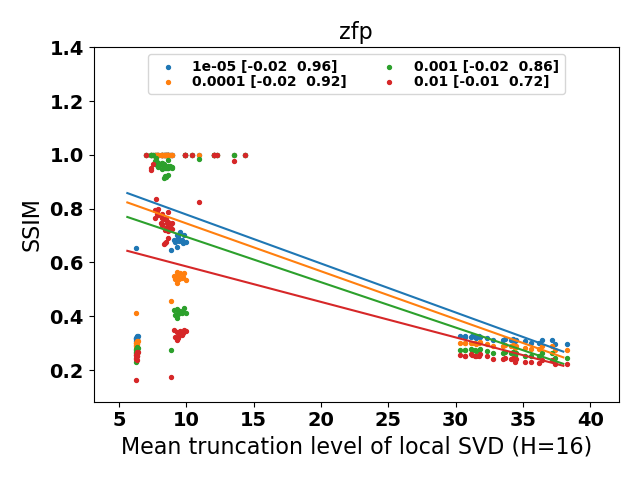 zfp
1e-05 [-0.02  0.96]
0.0001 [-0.02  0.92]
0.001 [-0.02  0.86]
0.01 [-0.01  0.72]
1.4
1.2
1.0
0.8
0.6
0.4
0.2
SSIM
5 10 15 20 25 30 35 40
Mean truncation level of local SVD (H=16)